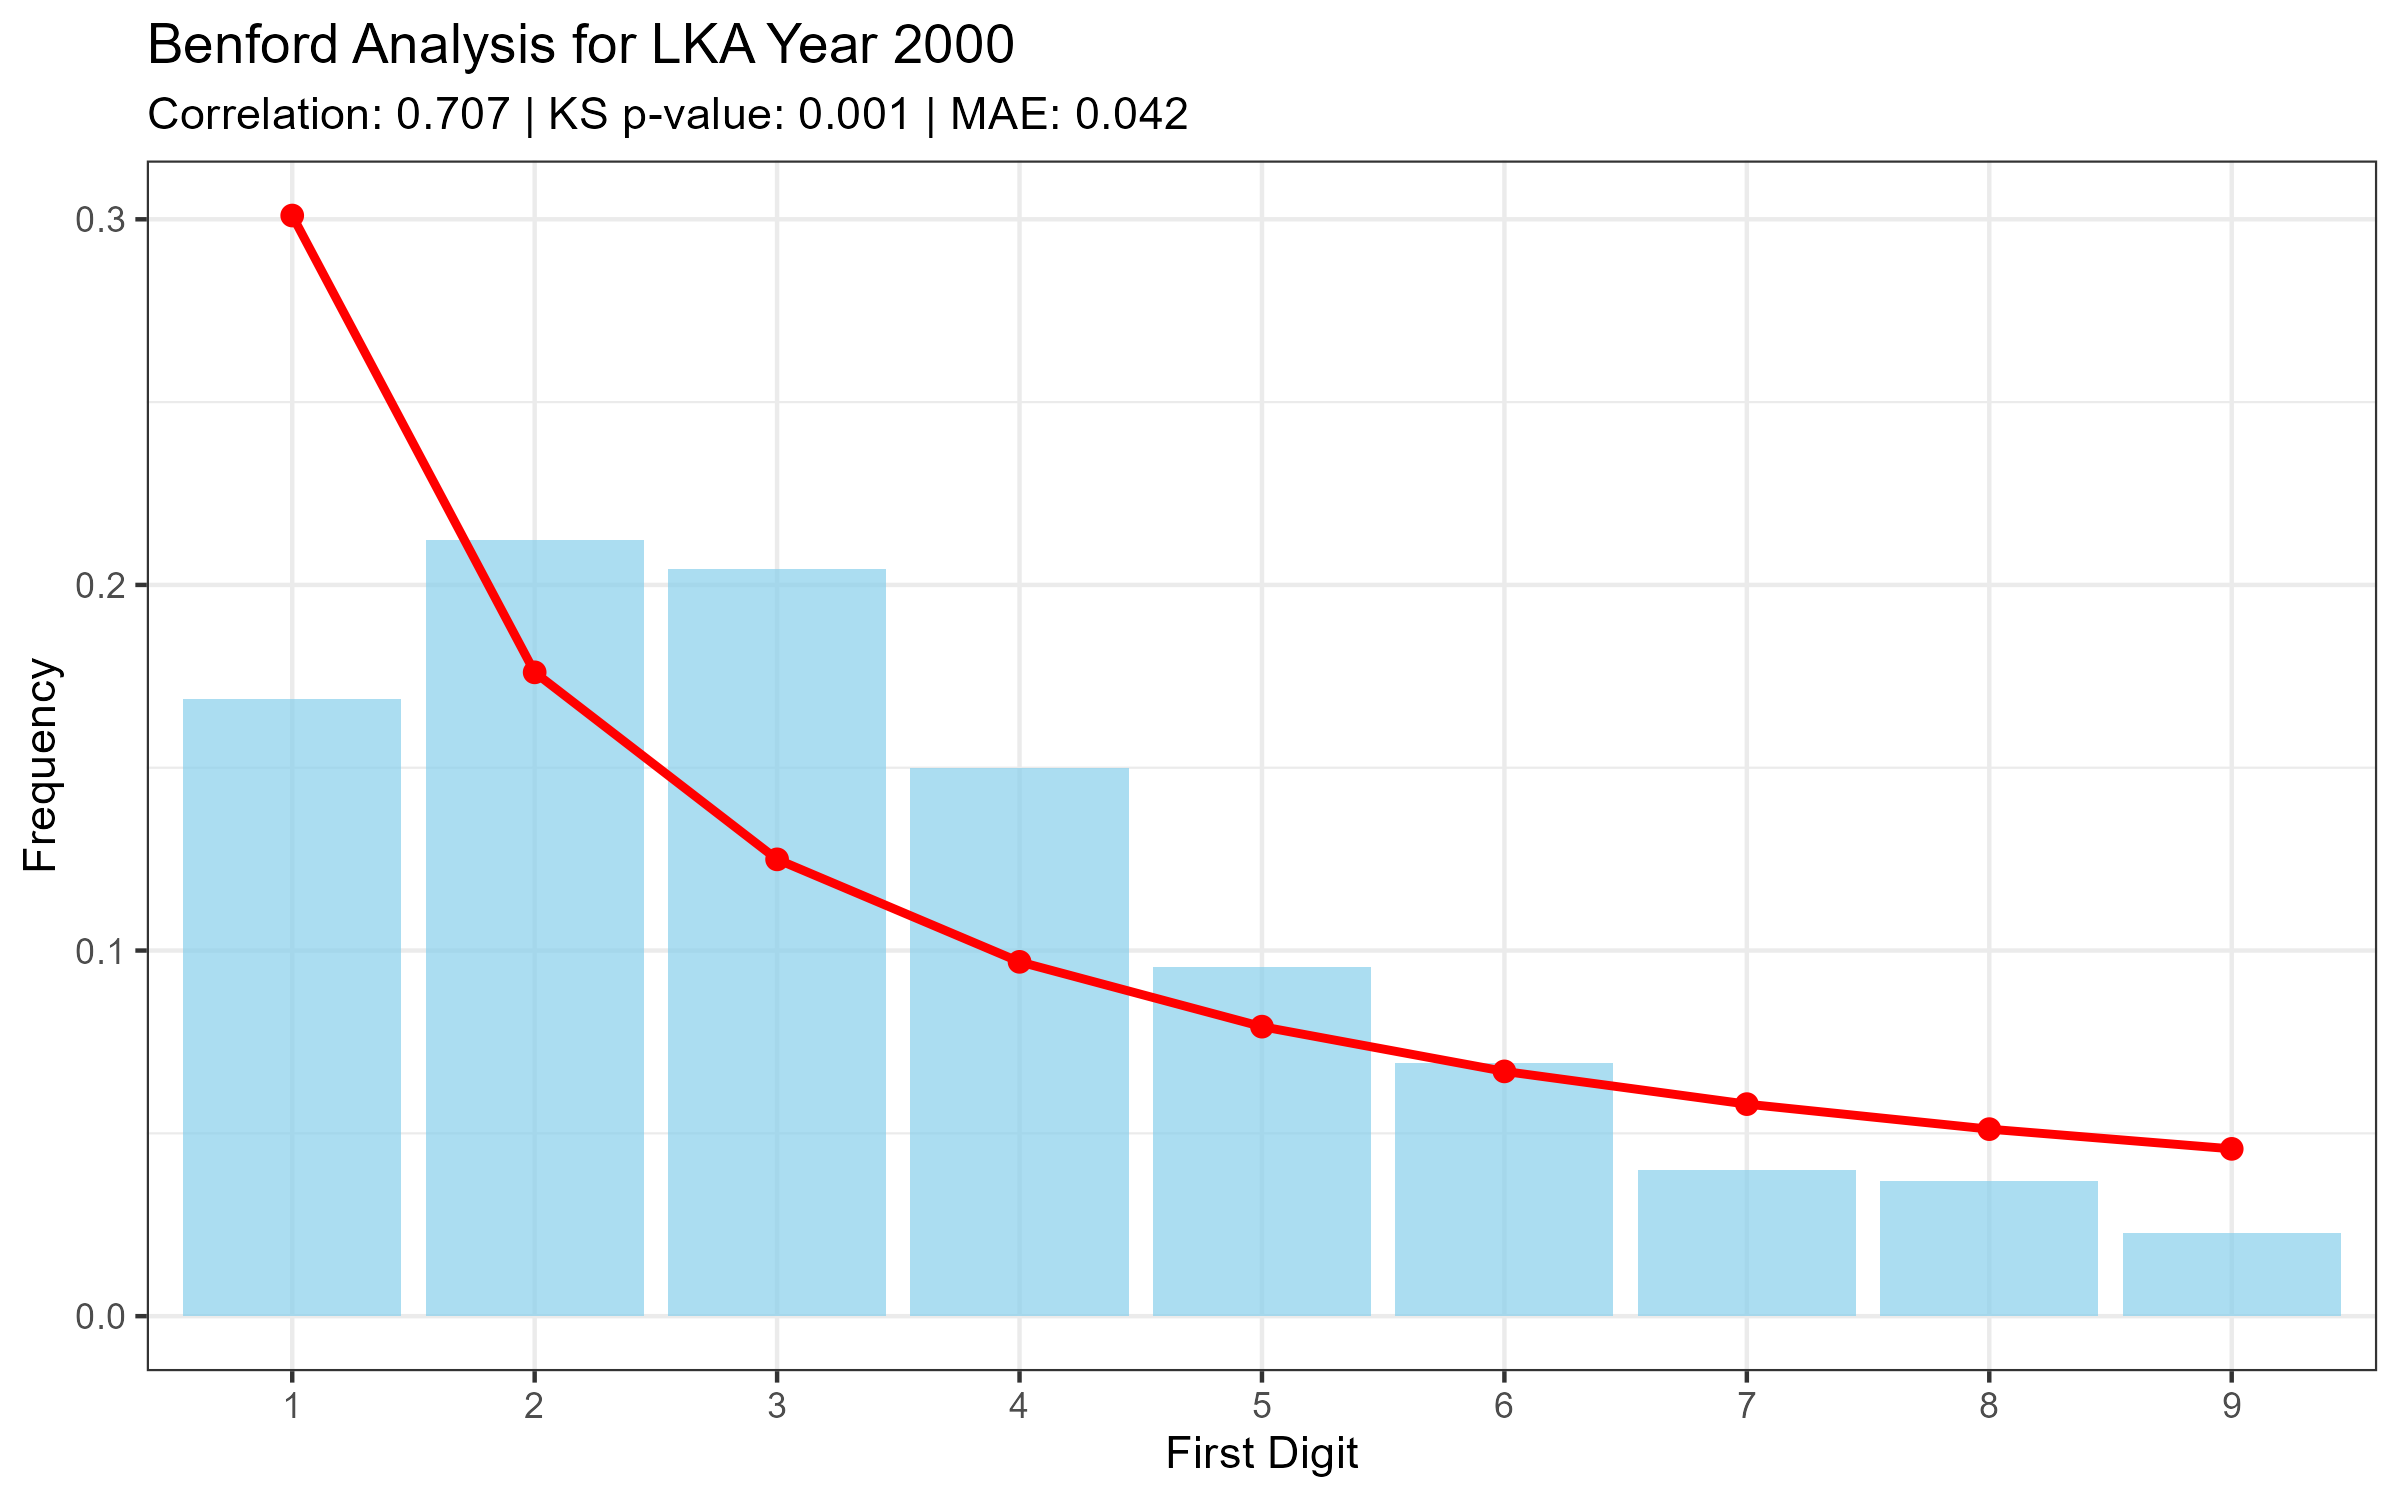 Benford Analysis for LKA Year 2000
Correlation: 0.707 | KS p-value: 0.001 | MAE: 0.042
Frequency
0.3
0.2
0.1
0.0
1 2 3 4 5 6 7 8 9
First Digit